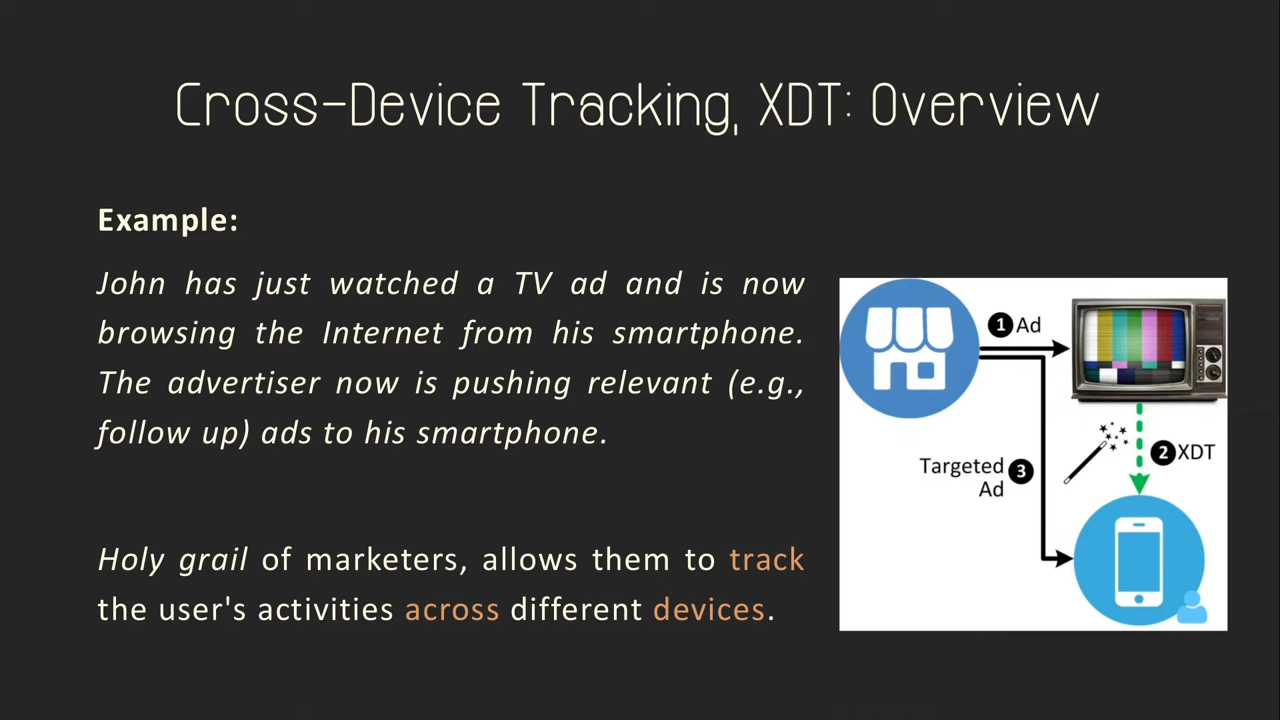 Cross-Device Tracking, XDT: Overview
Example:
John has just watched a TV ad and is now
browsing the Internet from his smartphone.
The advertiser now is pushing relevant (e.g.,
follow up) ads to his smartphone.
Holy grail of marketers, allows them to track
the user's activities across different devices.
1 Ad
2 XDT
Targeted 3
Ad